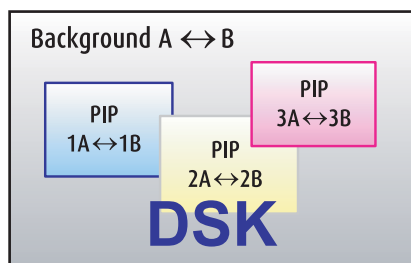 Background A ↔ B
PIP
1A↔1B
PIP
2A↔2B
PIP
3A↔3B
DSK